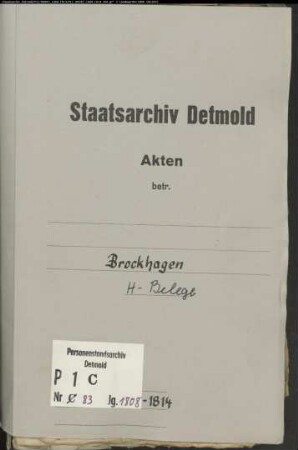 Staatsarchiv Detmold
Akten
betr.
Brockhagen
H- Belege
Personenstandsarchiv
Detmold
P 1 C
Nr 83 Jg. 1808-1814